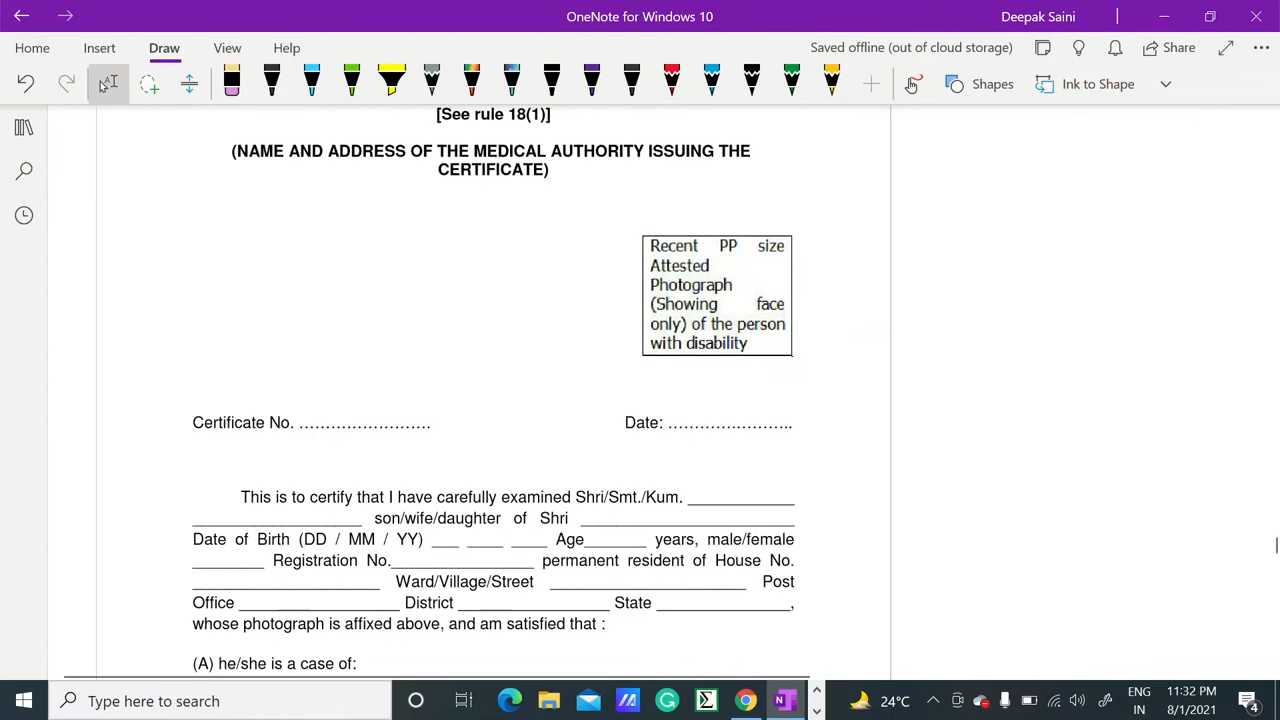 OneNote for Windows 10
Deepak Saini
Home Insert Draw View Help
Saved offline (out of cloud storage)
Share
Shapes
Ink to Shape
[See rule 18(1)]
(NAME AND ADDRESS OF THE MEDICAL AUTHORITY ISSUING THE
CERTIFICATE)
Recent PP size
Attested
Photograph
(Showing face
only) of the person
with disability
Certificate No. ……………………. Date: ………….………..
This is to certify that I have carefully examined Shri/Smt./Kum. ____________
___________________ son/wife/daughter of Shri ________________________
Date of Birth (DD / MM / YY) ___ ____ ____ Age_______ years, male/female
________ Registration No.________________ permanent resident of House No.
_____________________ Ward/Village/Street ______________________ Post
Office __________________ District _________________ State _______________,
whose photograph is affixed above, and am satisfied that :
(A) he/she is a case of:
Type here to search
24°C
ENG
IN
11:32 PM
8/1/2021
4